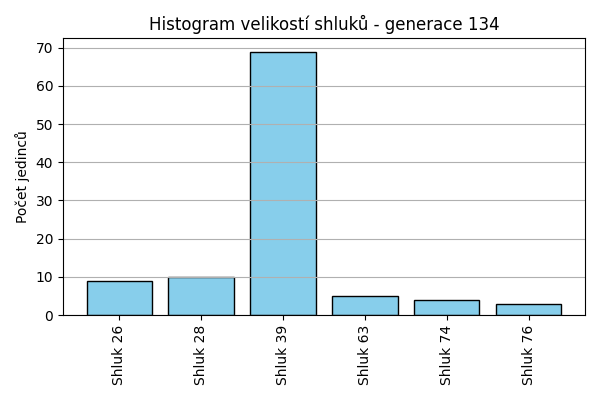 Histogram velikostí shluků - generace 134
70
60
50
40
30
20
10
0
Počet jedinců
Shluk 26
Shluk 28
Shluk 39
Shluk 63
Shluk 74
Shluk 76